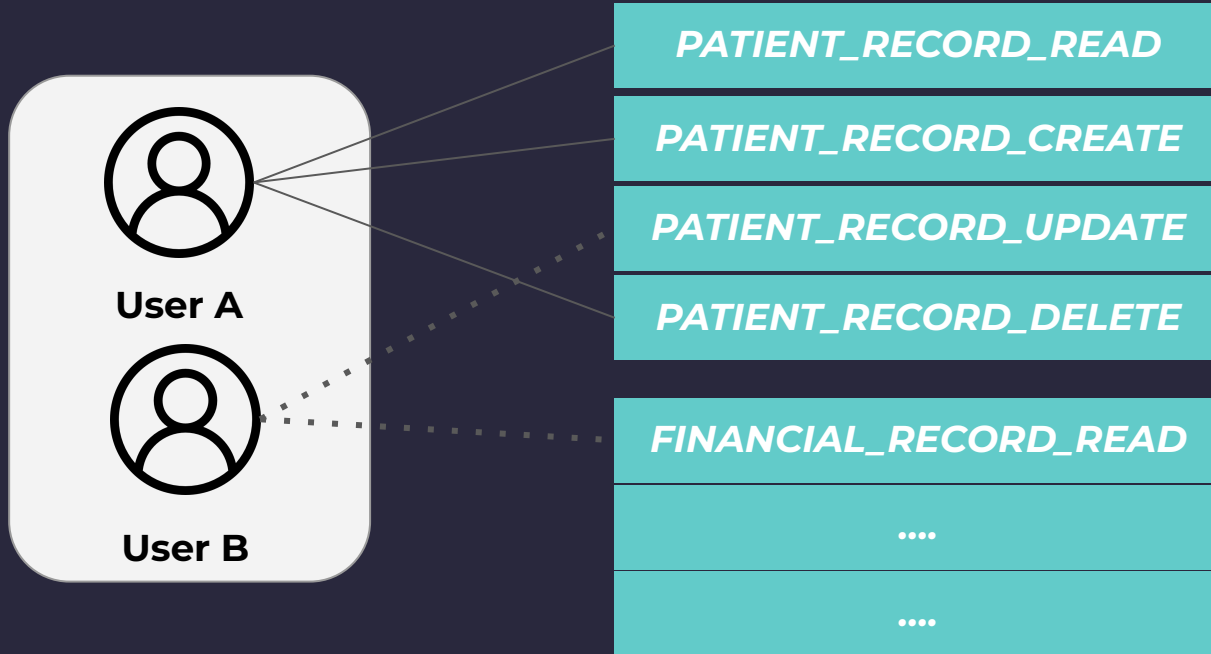 PATIENT_RECORD_READ
PATIENT_RECORD_CREATE
PATIENT_RECORD_UPDATE
User A
PATIENT_RECORD_DELETE
FINANCIAL_RECORD_READ
....
User B
....